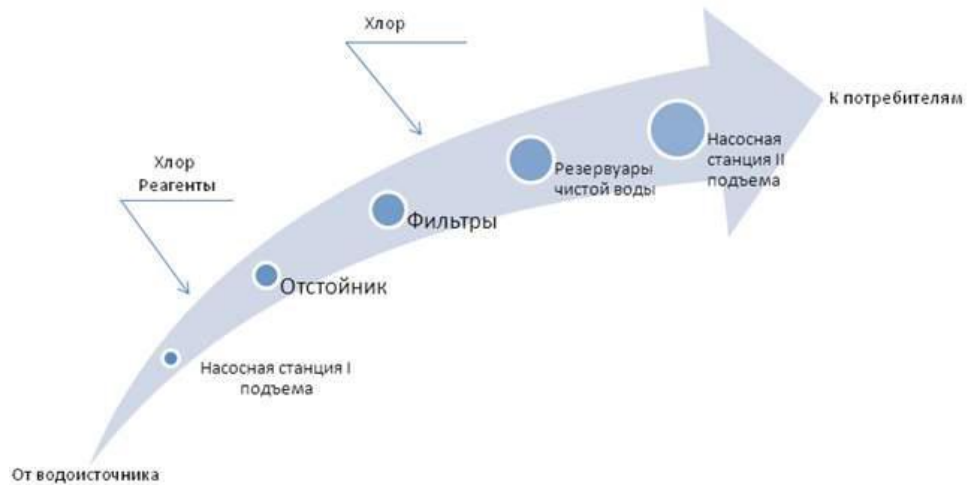 Хлор
К потребителям
Насосная
станция II
подъема
Резервуары
чистой воды
Хлор
Реагенты
Фильтры
Отстойник
Насосная станция I
подъема
От водоисточника